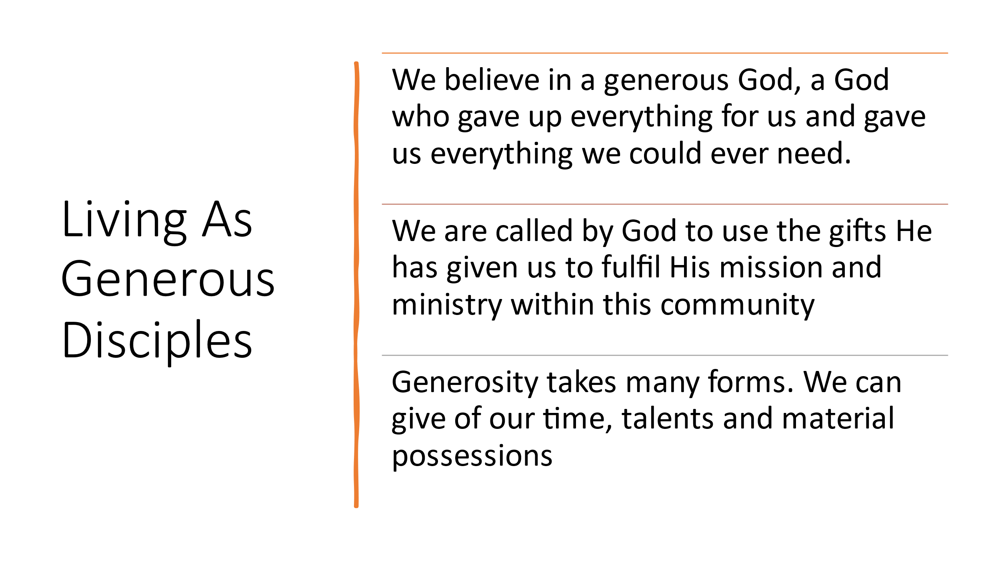 Living As
Generous
Disciples
We believe in a generous God, a God
who gave up everything for us and gave
us everything we could ever need.
We are called by God to use the gifts He
has given us to fulfil His mission and
ministry within this community
Generosity takes many forms. We can
give of our time, talents and material
possessions